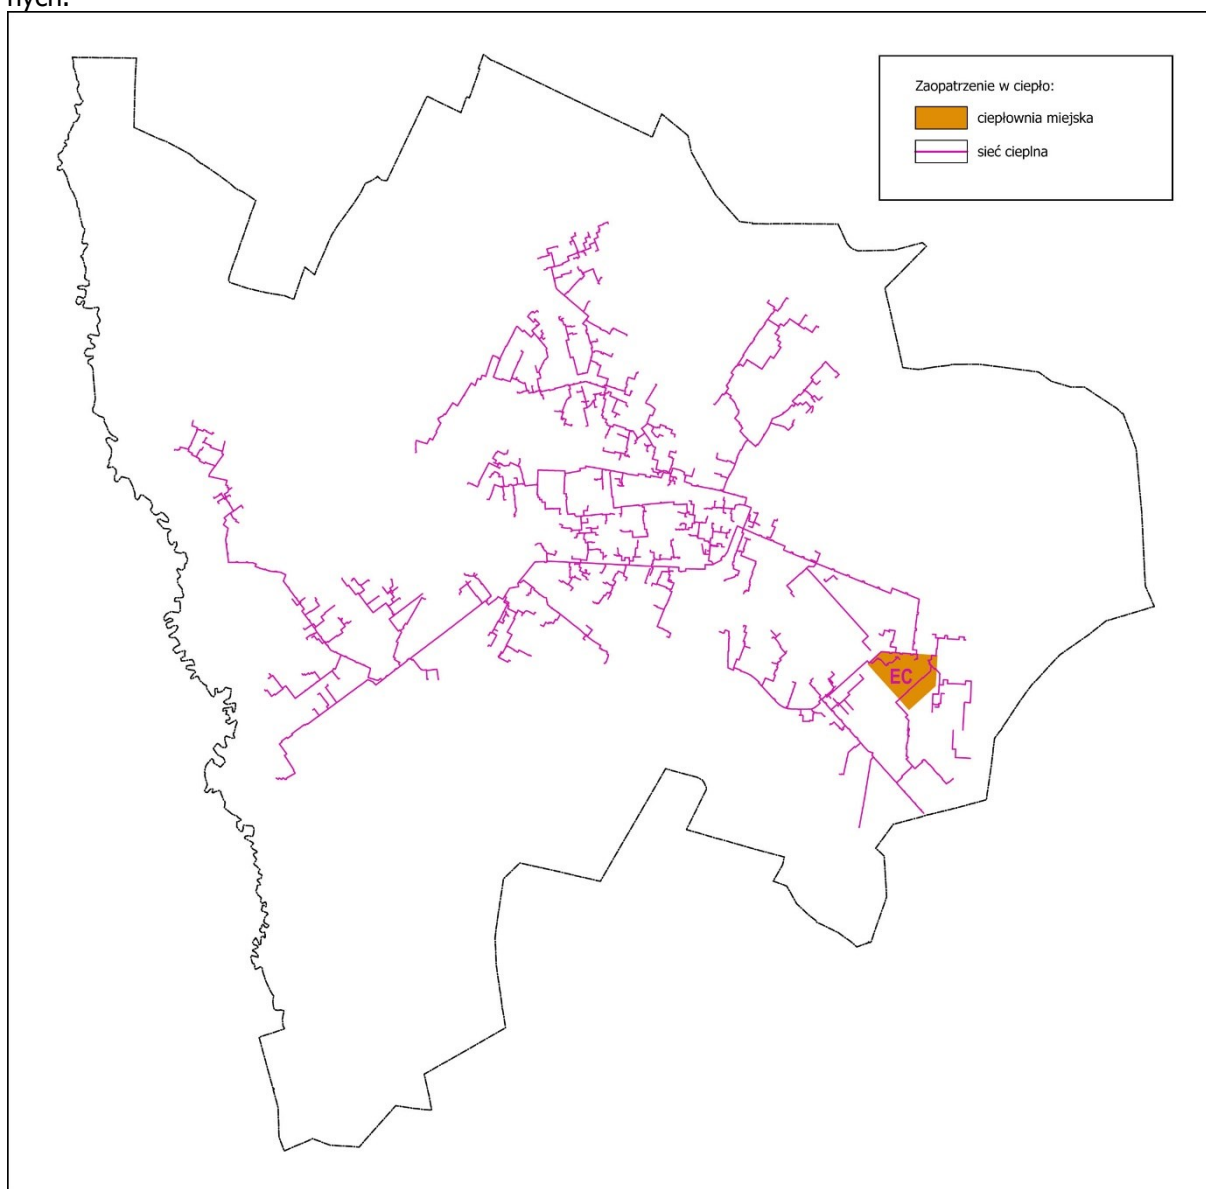 nych.
Zaopatrzenie w ciepło:
ciepłownia miejska
sieć cieplna
EC